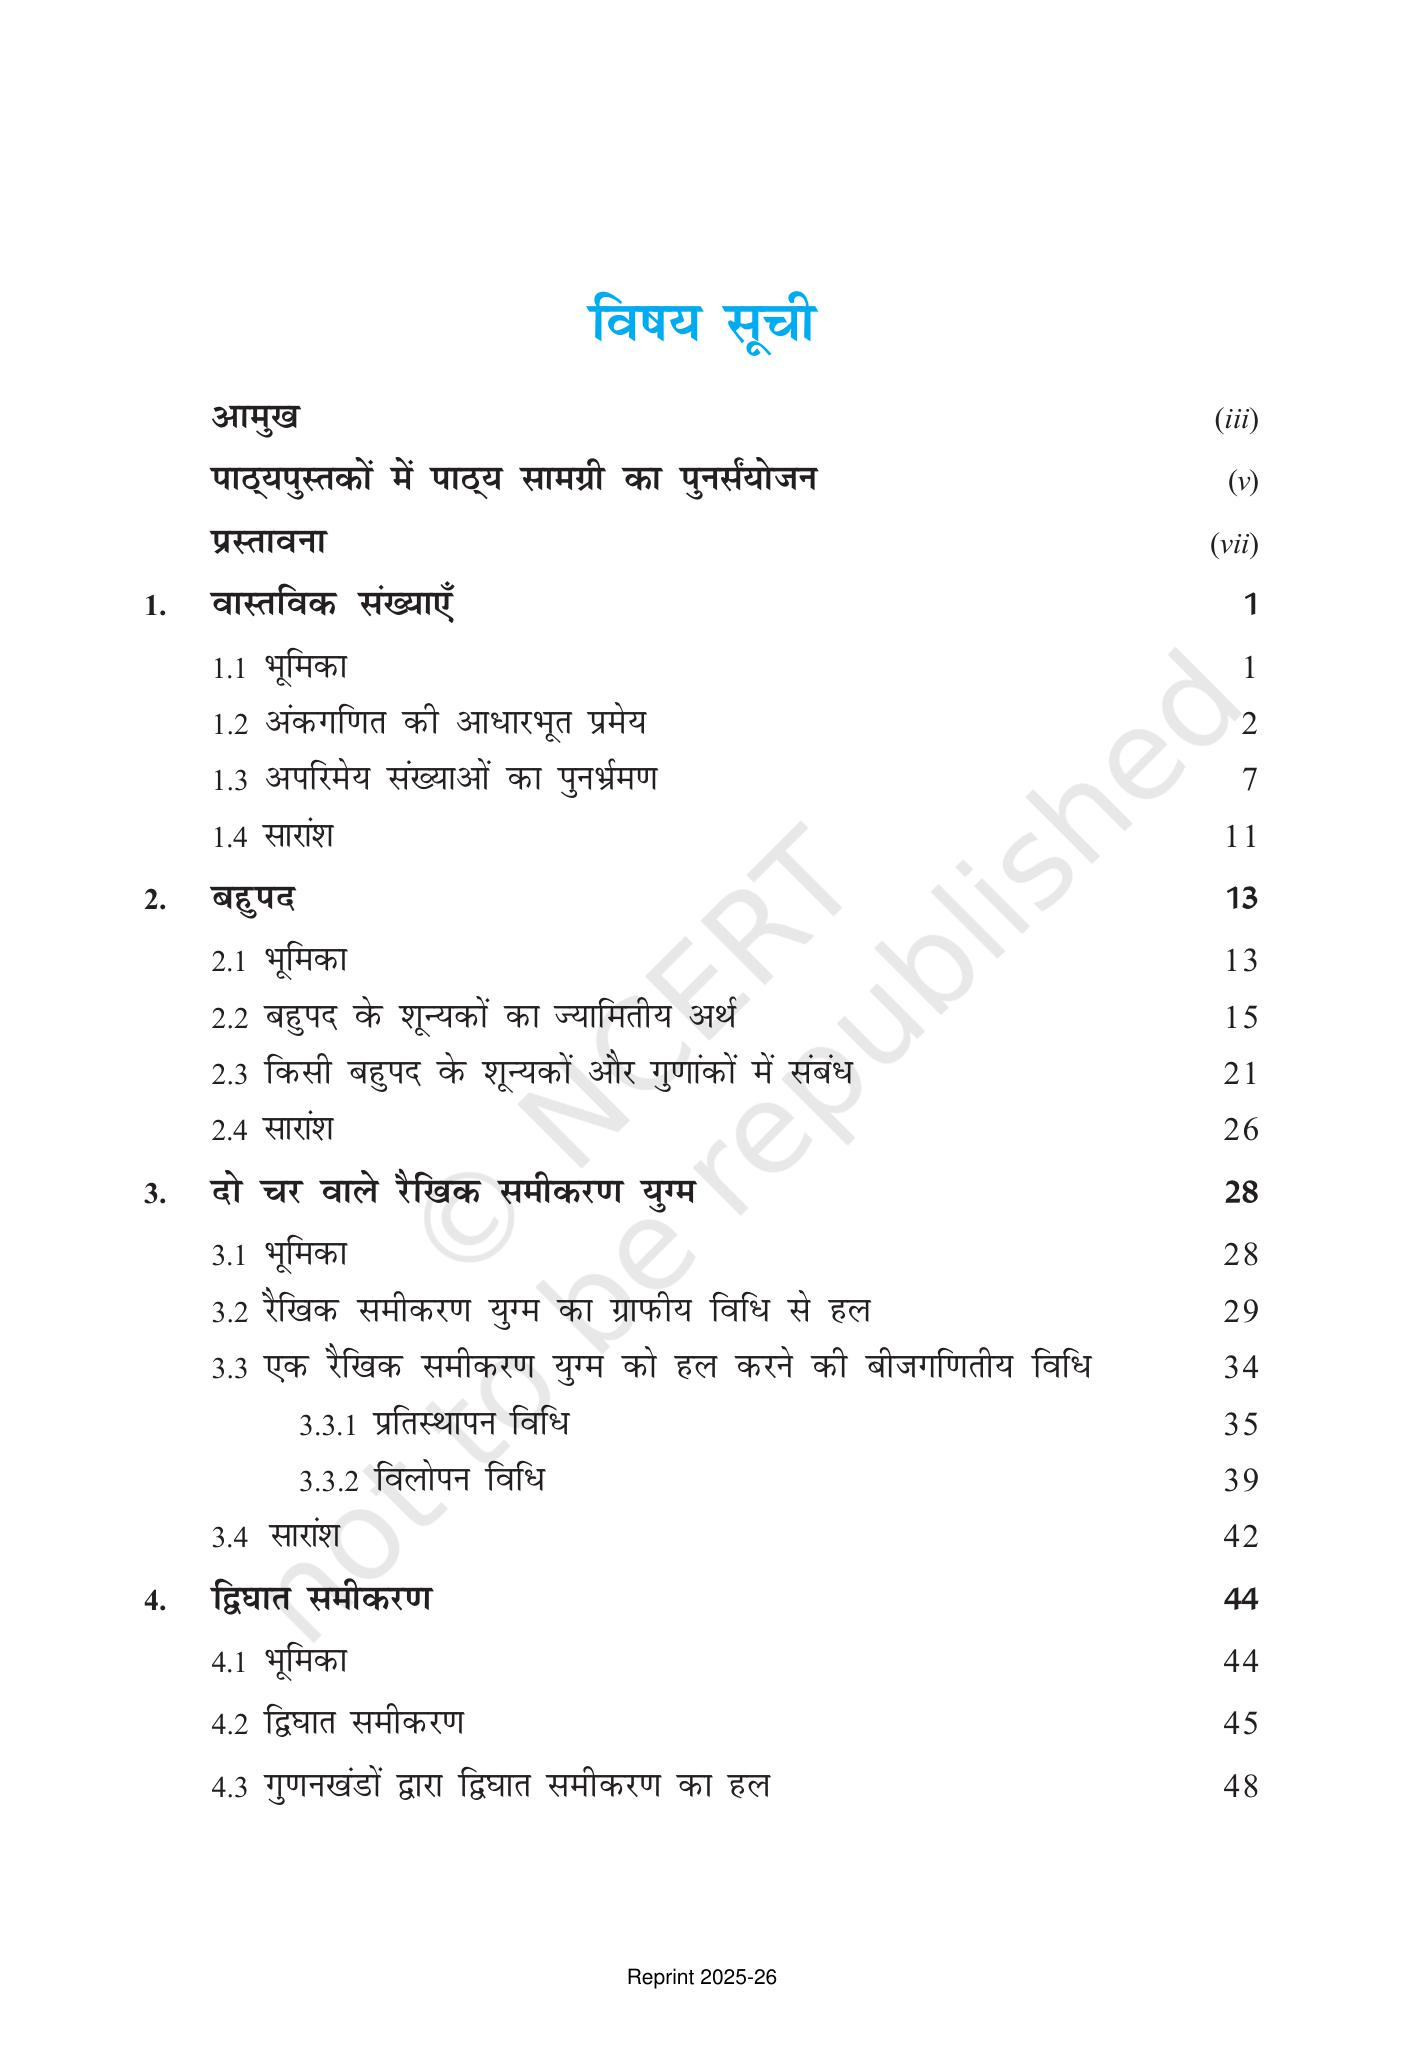 विषय सूची
आमुख (iii)
पाठ्यपुस्तकों में पाठ्य सामग्री का पुनर्संयोजन (v)
प्रस्तावना (vii)
1. वास्तविक संख्याएँ 1
1.1 भूमिका 1
1.2 अंकगणित की आधारभूत प्रमेय 2
1.3 अपरिमेय संख्याओं का पुनर्भ्रमण 7
1.4 सारांश 11
2. बहुपद 13
2.1 भूमिका 13
2.2 बहुपद के शून्यकों का ज्यामितीय अर्थ 15
2.3 किसी बहुपद के शून्यकों और गुणांकों में संबंध 21
2.4 सारांश 26
3. दो चर वाले रैखिक समीकरण युग्म 28
3.1 भूमिका 28
3.2 रैखिक समीकरण युग्म का ग्राफीय विधि से हल 29
3.3 एक रैखिक समीकरण युग्म को हल करने की बीजगणितीय विधि 34
3.3.1 प्रतिस्थापन विधि 35
3.3.2 विलोपन विधि 39
3.4 सारांश 42
4. द्विघात समीकरण 44
4.1 भूमिका 44
4.2 द्विघात समीकरण 45
4.3 गुणनखंडों द्वारा द्विघात समीकरण का हल 48
© NCERT
not to be republished
Reprint 2025-26